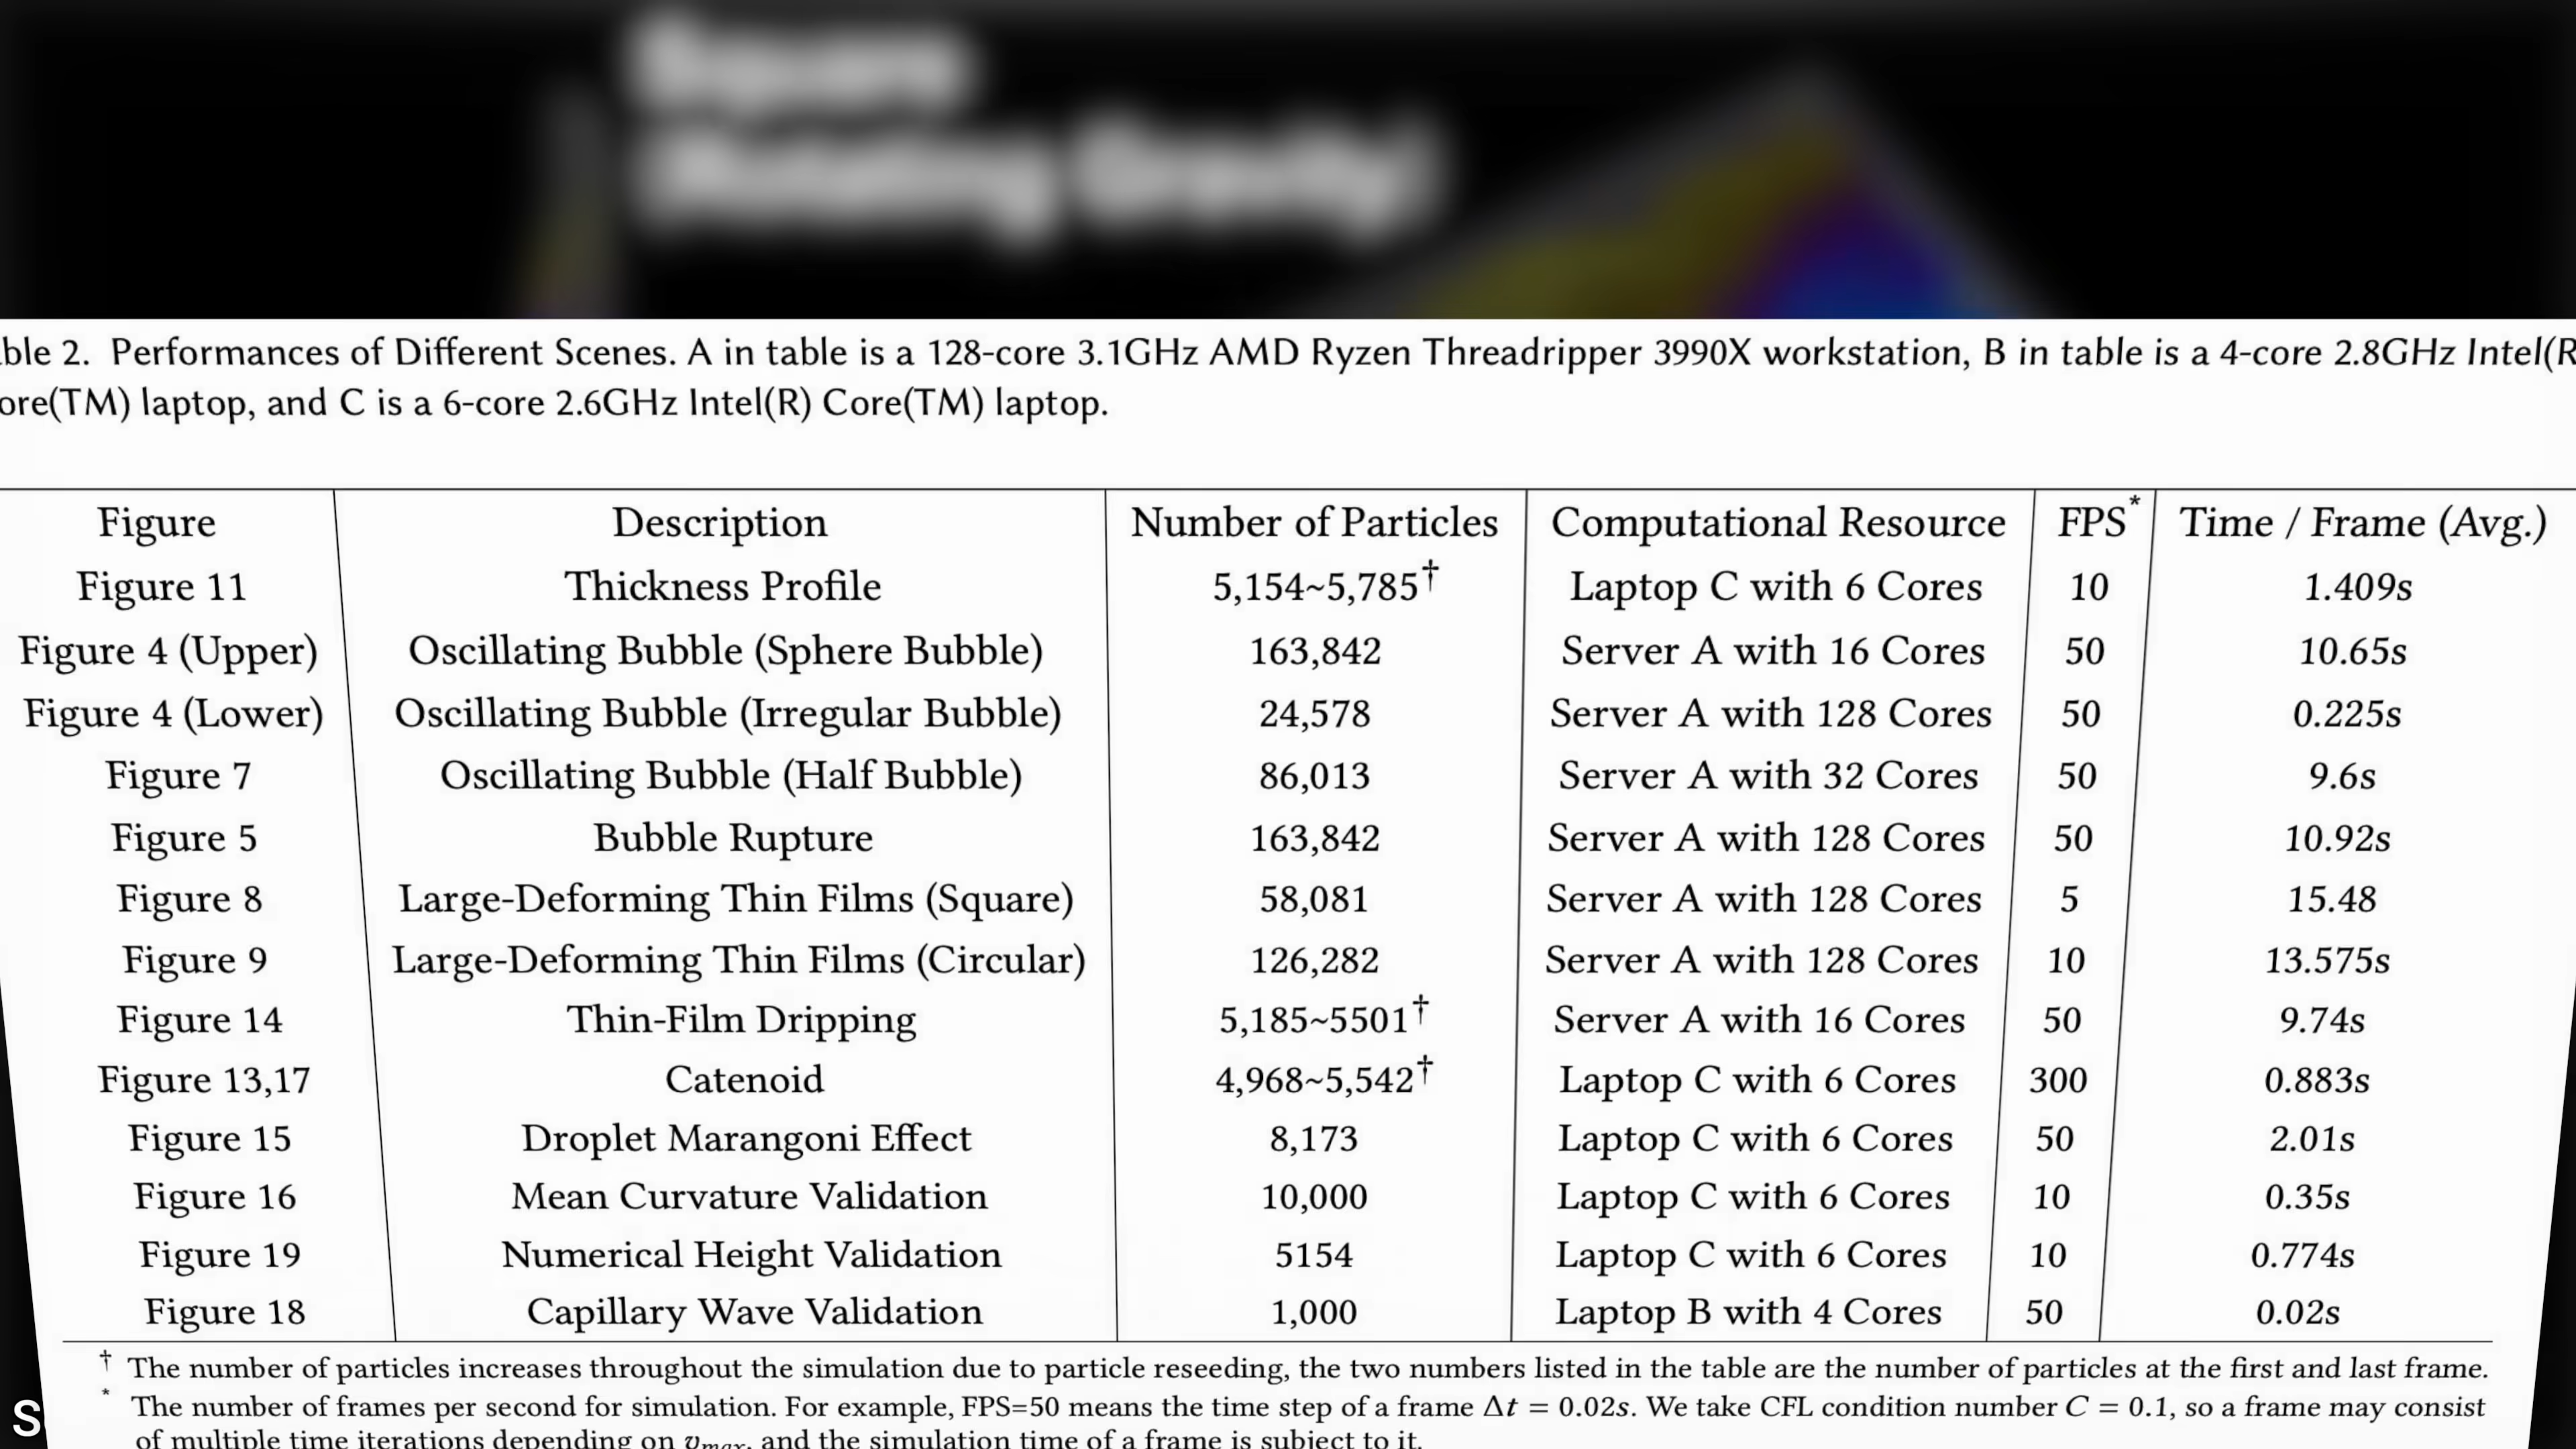 Square
(Rotating Gravity)
ble 2. Performances of Different Scenes. A in table is a 128-core 3.1GHz AMD Ryzen Threadripper 3990X workstation, B in table is a 4-core 2.8GHz Intel(R
ore(TM) laptop, and C is a 6-core 2.6GHz Intel(R) Core(TM) laptop.
Figure Description Number of Particles Computational Resource FPS* Time / Frame (Avg.)
Figure 11 Thickness Profile 5,154~5,785† Laptop C with 6 Cores 10 1.409s
Figure 4 (Upper) Oscillating Bubble (Sphere Bubble) 163,842 Server A with 16 Cores 50 10.65s
Figure 4 (Lower) Oscillating Bubble (Irregular Bubble) 24,578 Server A with 128 Cores 50 0.225s
Figure 7 Oscillating Bubble (Half Bubble) 86,013 Server A with 32 Cores 50 9.6s
Figure 5 Bubble Rupture 163,842 Server A with 128 Cores 50 10.92s
Figure 8 Large-Deforming Thin Films (Square) 58,081 Server A with 128 Cores 5 15.48
Figure 9 Large-Deforming Thin Films (Circular) 126,282 Server A with 128 Cores 10 13.575s
Figure 14 Thin-Film Dripping 5,185~5501† Server A with 16 Cores 50 9.74s
Figure 13,17 Catenoid 4,968~5,542† Laptop C with 6 Cores 300 0.883s
Figure 15 Droplet Marangoni Effect 8,173 Laptop C with 6 Cores 50 2.01s
Figure 16 Mean Curvature Validation 10,000 Laptop C with 6 Cores 10 0.35s
Figure 19 Numerical Height Validation 5154 Laptop C with 6 Cores 10 0.774s
Figure 18 Capillary Wave Validation 1,000 Laptop B with 4 Cores 50 0.02s
† The number of particles increases throughout the simulation due to particle reseeding, the two numbers listed in the table are the number of particles at the first and last frame.
* The number of frames per second for simulation. For example, FPS=50 means the time step of a frame Δt = 0.02s. We take CFL condition number C = 0.1, so a frame may consist
of multiple time iterations depending on vmax, and the simulation time of a frame is subject to it.
S